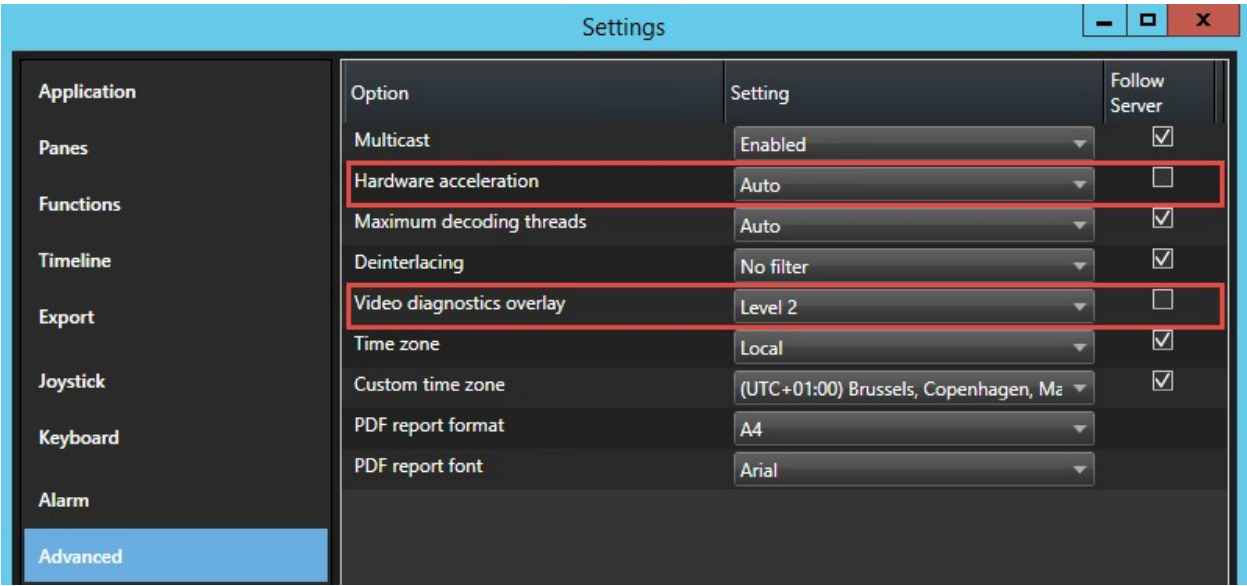 Settings
Application
Panes
Functions
Timeline
Export
Joystick
Keyboard
Alarm
Advanced
Option Setting Follow Server
Multicast Enabled
Hardware acceleration Auto
Maximum decoding threads Auto
Deinterlacing No filter
Video diagnostics overlay Level 2
Time zone Local
Custom time zone (UTC+01:00) Brussels, Copenhagen, Ma
PDF report format A4
PDF report font Arial